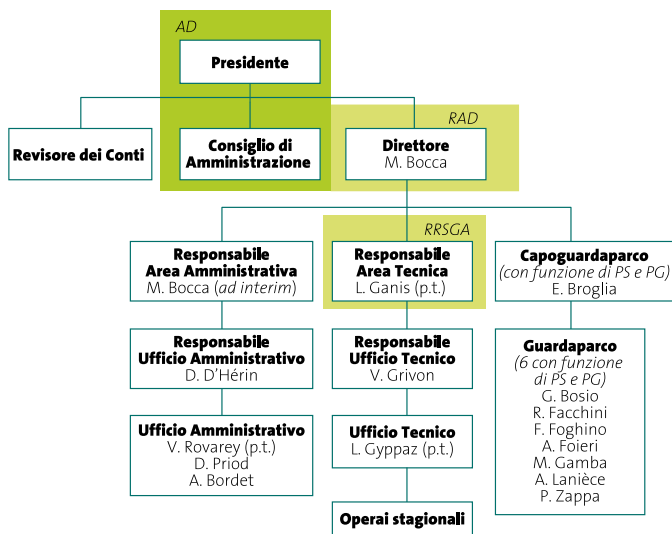 AD
Presidente
RAD
Revisore dei Conti
Consiglio di
Amministrazione
Direttore
M. Bocca
RRSGA
Responsabile
Area Amministrativa
M. Bocca (ad interim)
Responsabile
Area Tecnica
L. Ganis (p.t.)
Capoguardaparco
(con funzione di PS e PG)
E. Broglia
Responsabile
Ufficio Amministrativo
D. D'Hérin
Responsabile
Ufficio Tecnico
V. Grivon
Guardaparco
(6 con funzione
di PS e PG)
G. Bosio
R. Facchini
F. Foghino
A. Foieri
M. Gamba
A. Lanièce
P. Zappa
Ufficio Amministrativo
V. Rovarey (p.t.)
D. Priod
A. Bordet
Ufficio Tecnico
L. Gyppaz (p.t.)
Operai stagionali